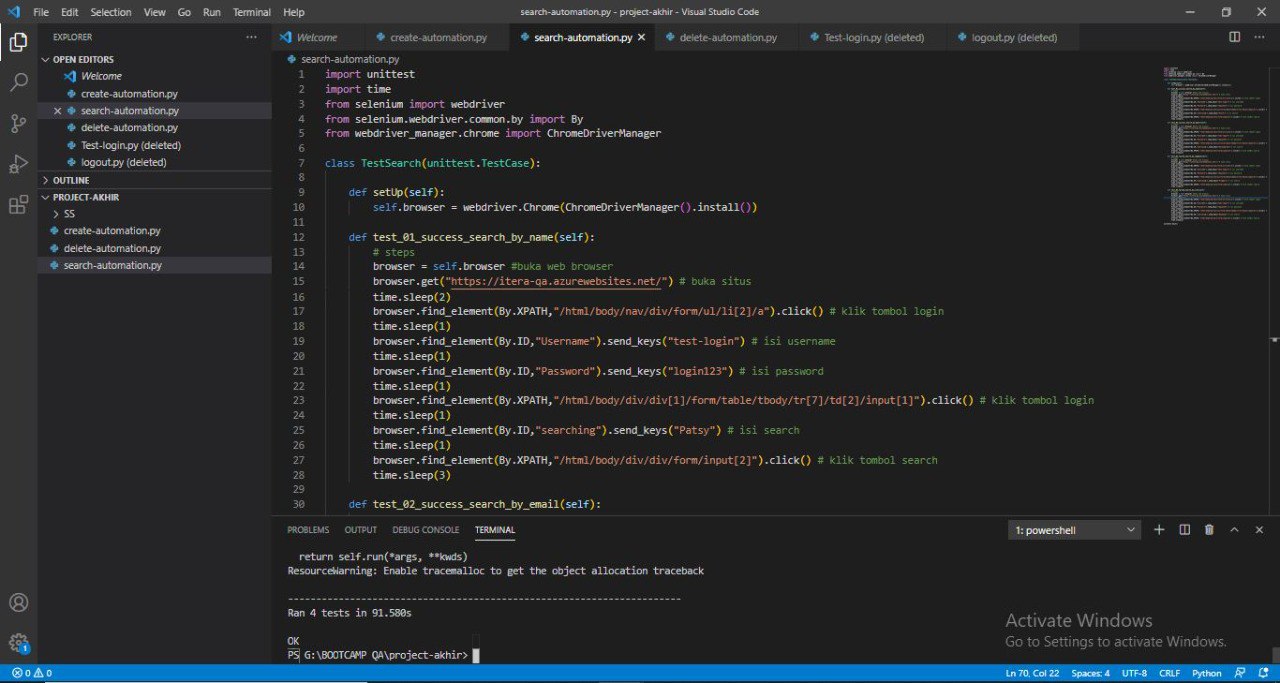 File Edit Selection View Go Run Terminal Help search-automation.py - project-akhir - Visual Studio Code
EXPLORER
OPEN EDITORS
Welcome
create-automation.py
search-automation.py
delete-automation.py
Test-login.py (deleted)
logout.py (deleted)
OUTLINE
PROJECT-AKHIR
SS
create-automation.py
delete-automation.py
search-automation.py
Welcome create-automation.py search-automation.py delete-automation.py Test-login.py (deleted) logout.py (deleted)
search-automation.py
1 import unittest
2 import time
3 from selenium import webdriver
4 from selenium.webdriver.common.by import By
5 from webdriver_manager.chrome import ChromeDriverManager
6
7 class TestSearch(unittest.TestCase):
8
9 def setUp(self):
10 self.browser = webdriver.Chrome(ChromeDriverManager().install())
11
12 def test_01_success_search_by_name(self):
13 # steps
14 browser = self.browser #buka web browser
15 browser.get("https://itera-qa.azurewebsites.net/") # buka situs
16 time.sleep(2)
17 browser.find_element(By.XPATH,"/html/body/nav/div/form/ul/li[2]/a").click() # klik tombol login
18 time.sleep(1)
19 browser.find_element(By.ID,"Username").send_keys("test-login") # isi username
20 time.sleep(1)
21 browser.find_element(By.ID,"Password").send_keys("login123") # isi password
22 time.sleep(1)
23 browser.find_element(By.XPATH,"/html/body/div/div[1]/form/table/tbody/tr[7]/td[2]/input[1]").click() # klik tombol login
24 time.sleep(1)
25 browser.find_element(By.ID,"searching").send_keys("Patsy") # isi search
26 time.sleep(1)
27 browser.find_element(By.XPATH,"/html/body/div/div/form/input[2]").click() # klik tombol search
28 time.sleep(3)
29
30 def test_02_success_search_by_email(self):
PROBLEMS OUTPUT DEBUG CONSOLE TERMINAL 1: powershell
return self.run(*args, **kwds)
ResourceWarning: Enable tracemalloc to get the object allocation traceback
----------------------------------------------------------------------
Ran 4 tests in 91.580s
OK
PS G:\BOOTCAMP QA\project-akhir>
Activate Windows
Go to Settings to activate Windows.
1
0 0 Ln 70, Col 22 Spaces: 4 UTF-8 CRLF Python